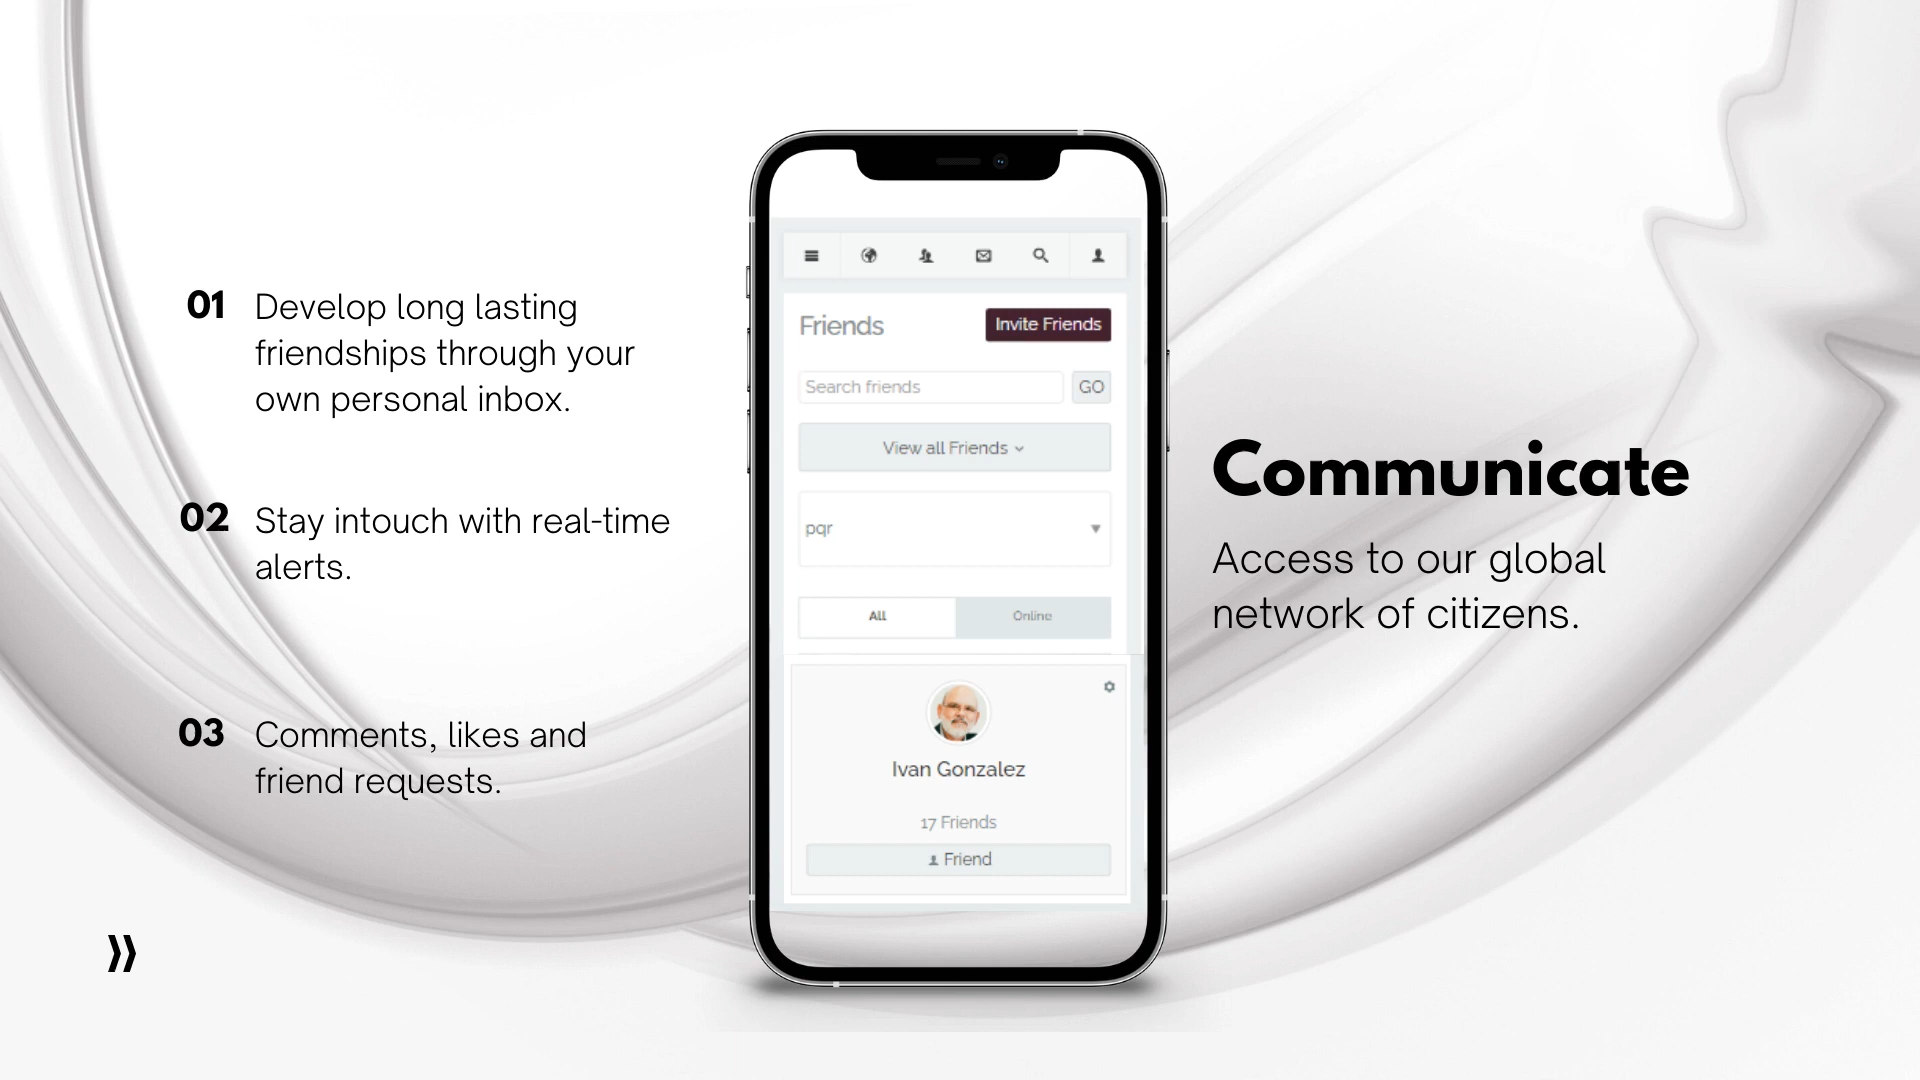 01 Develop long lasting
friendships through your
own personal inbox.
02 Stay intouch with real-time
alerts.
03 Comments, likes and
friend requests.
Friends
Invite Friends
Search friends
GO
View all Friends
pqr
All
Online
Ivan Gonzalez
17 Friends
Friend
Communicate
Access to our global
network of citizens.